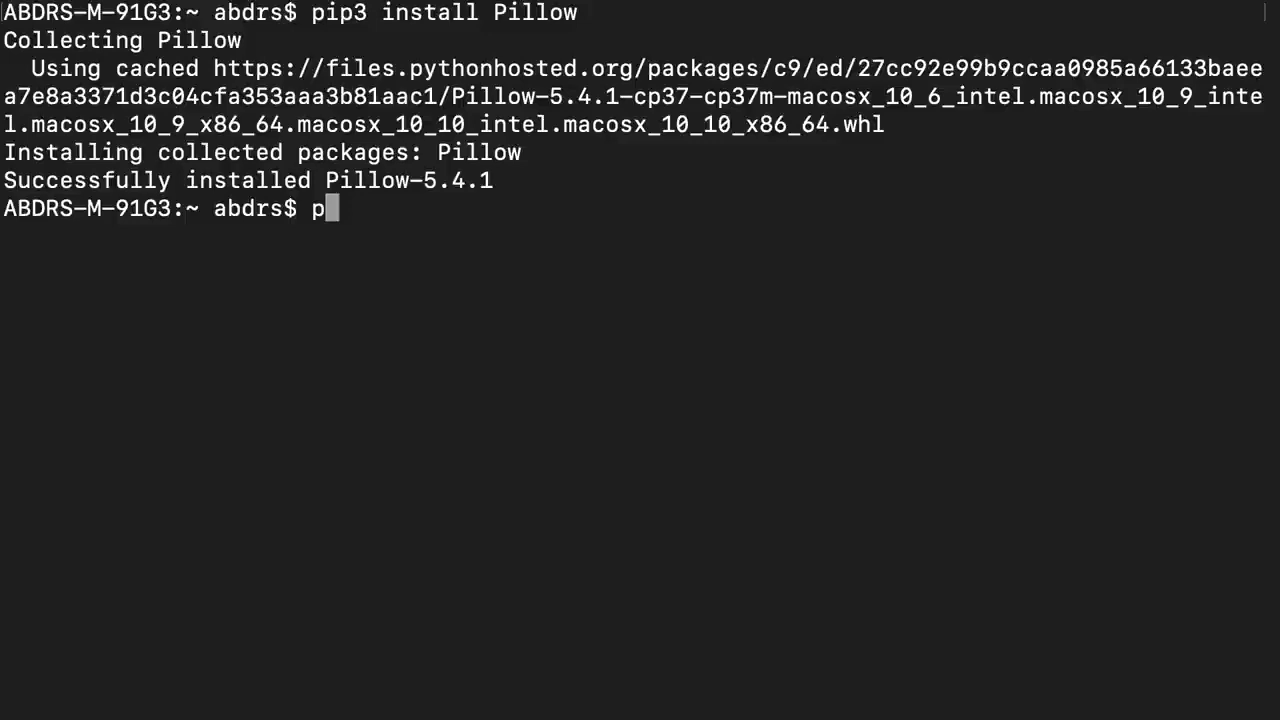 ABDRS-M-91G3:~ abdrs$ pip3 install Pillow
Collecting Pillow
  Using cached https://files.pythonhosted.org/packages/c9/ed/27cc92e99b9ccaa0985a66133baee
a7e8a3371d3c04cfa353aaa3b81aac1/Pillow-5.4.1-cp37-cp37m-macosx_10_6_intel.macosx_10_9_inte
l.macosx_10_9_x86_64.macosx_10_10_intel.macosx_10_10_x86_64.whl
Installing collected packages: Pillow
Successfully installed Pillow-5.4.1
ABDRS-M-91G3:~ abdrs$ p